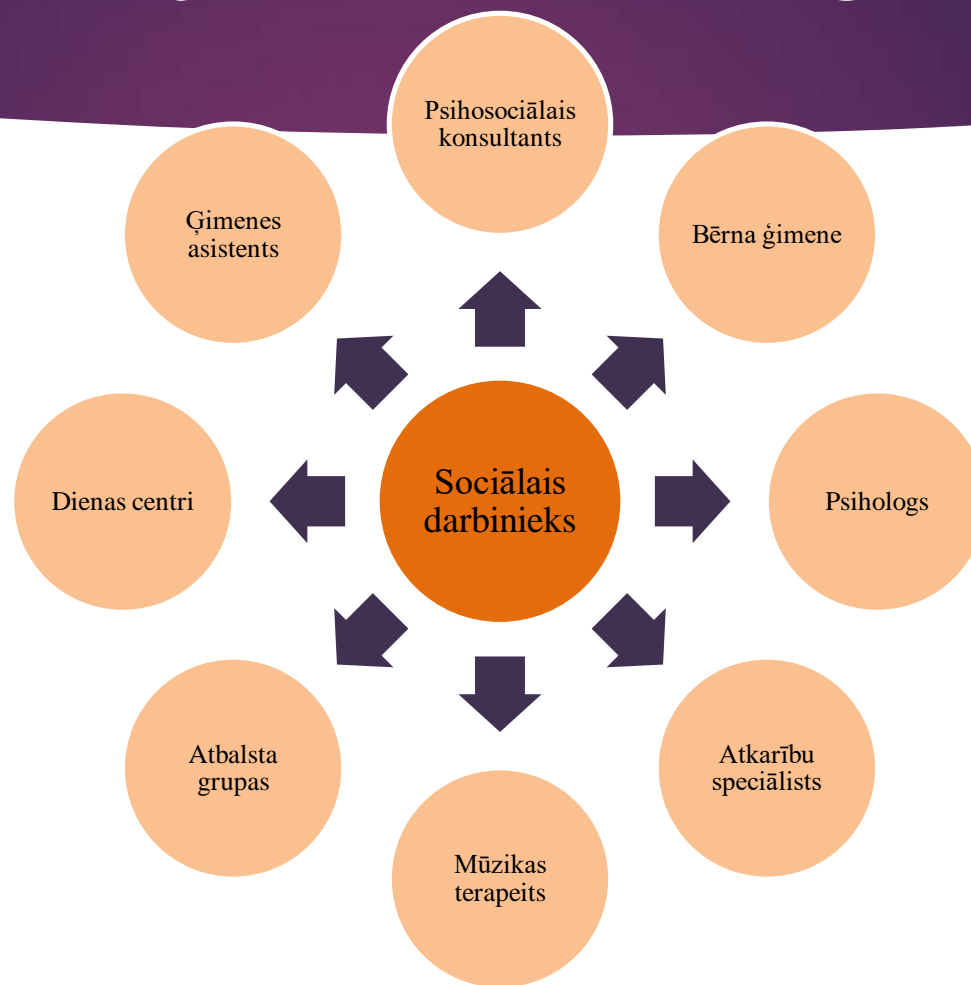 Psihosociālais
konsultants
Ģimenes
asistents
Bērna ģimene
Sociālais
darbinieks
Dienas centri
Psihologs
Atbalsta
grupas
Atkarību
speciālists
Mūzikas
terapeits